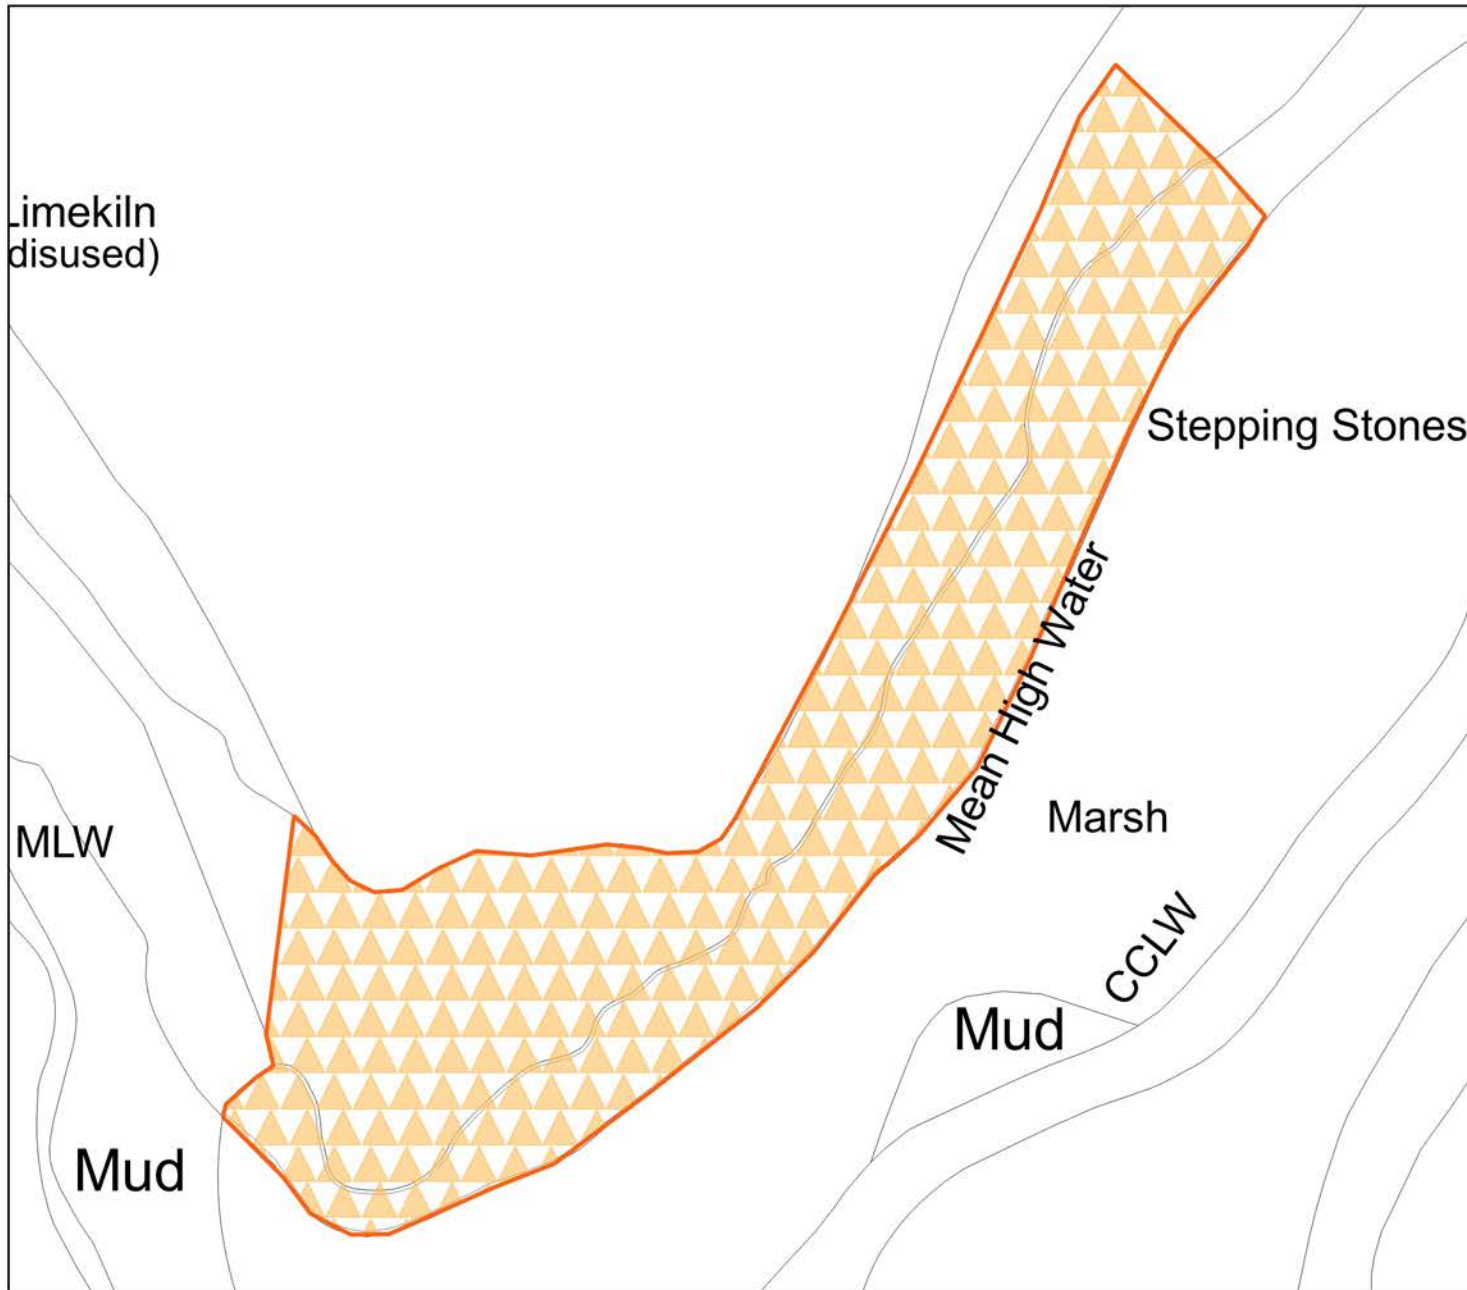 Limekiln
disused)
Stepping Stones
Mean High Water
MLW
Marsh
CCLW
Mud
Mud